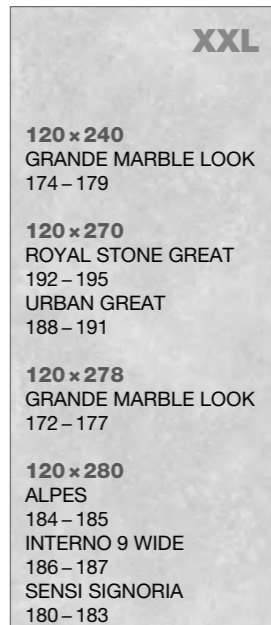 XXL
120×240
GRANDE MARBLE LOOK
174 – 179
120×270
ROYAL STONE GREAT
192 – 195
URBAN GREAT
188 – 191
120×278
GRANDE MARBLE LOOK
172 – 177
120×280
ALPES
184 – 185
INTERNO 9 WIDE
186 – 187
SENSI SIGNORIA
180 – 183